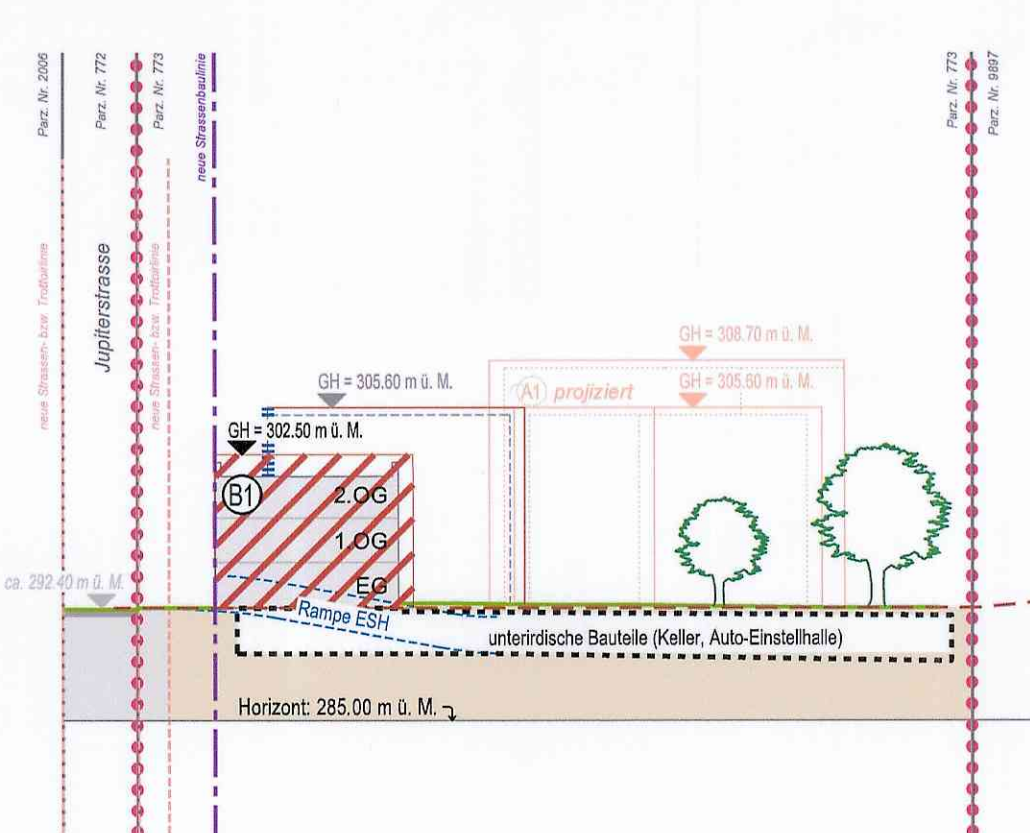 Parz. Nr. 2006
Parz. Nr. 772
Parz. Nr. 773
neue Strassenbaulinie
Parz. Nr. 773
Parz. Nr. 9897
neue Strassen- bzw. Trottoirlinie
Jupiterstrasse
neue Strassen- bzw. Trottoirlinie
GH = 308.70 m ü. M.
GH = 305.60 m ü. M.
A1 projiziert
GH = 305.60 m ü. M.
GH = 302.50 m ü. M.
B1
2.OG
1.OG
EG
ca. 292.40 m ü. M.
Rampe ESH
unterirdische Bauteile (Keller, Auto-Einstellhalle)
Horizont: 285.00 m ü. M.